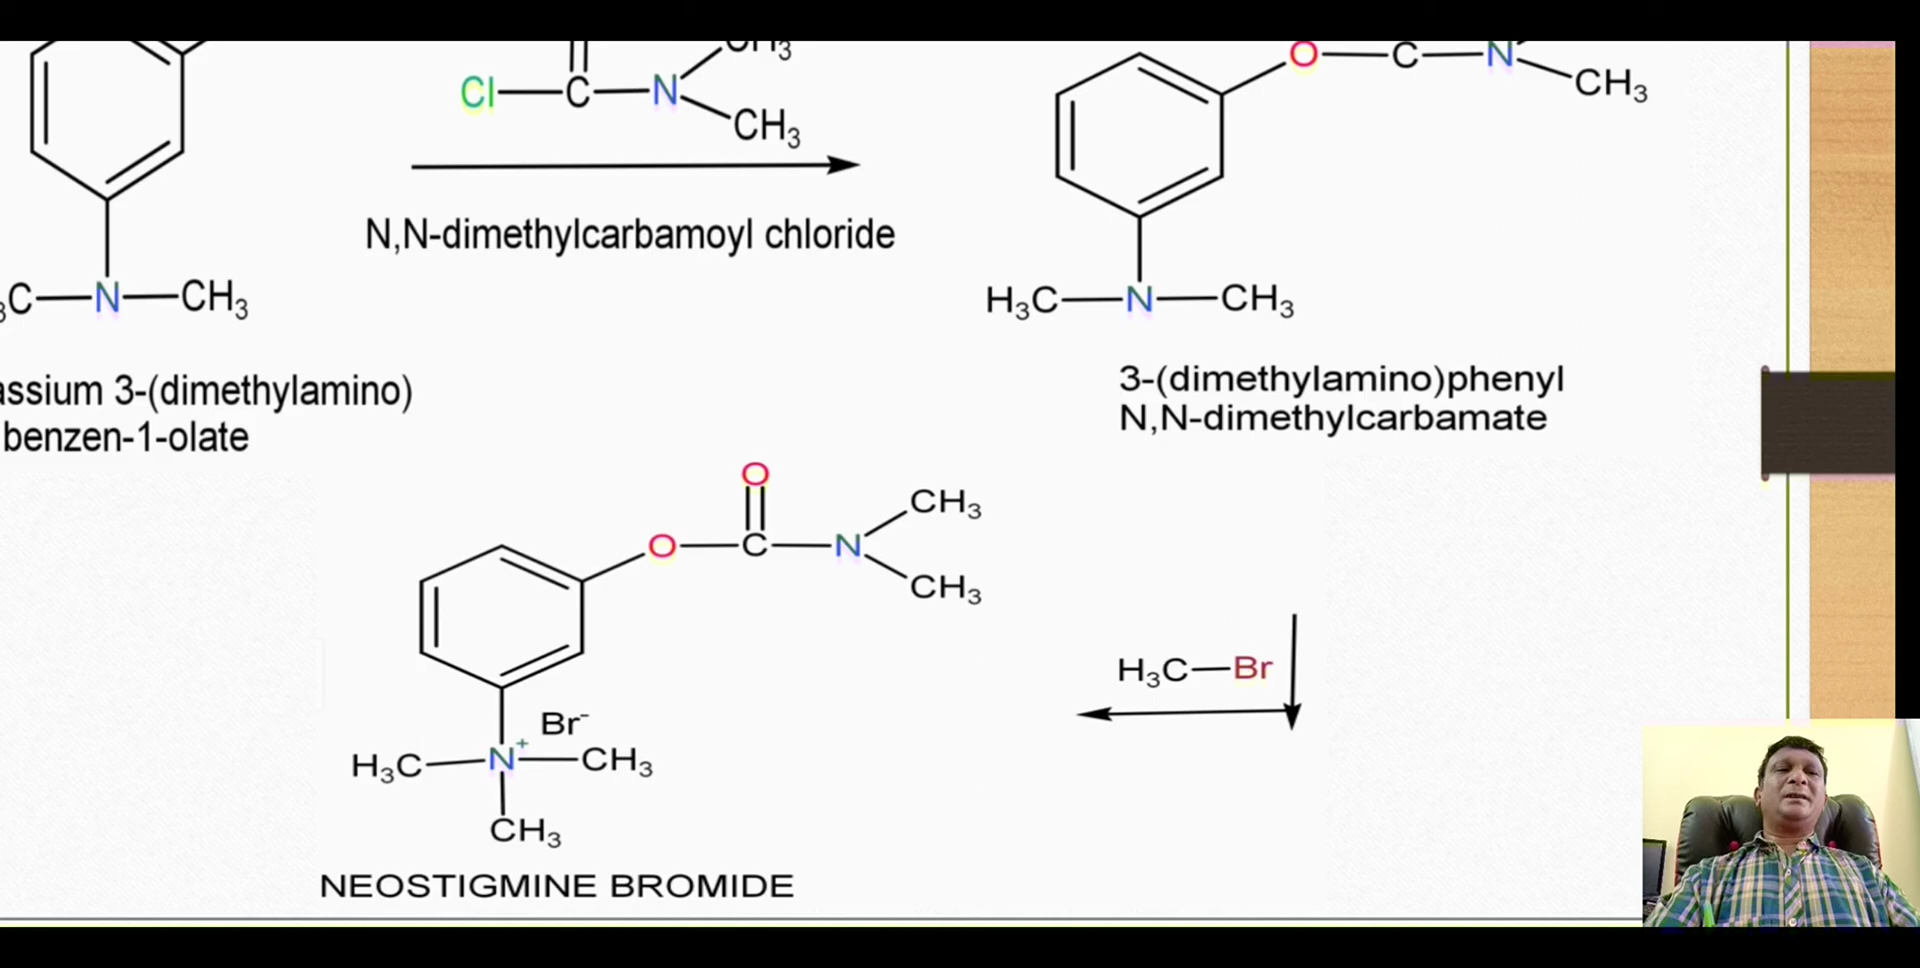 O—C—N
CH3
Cl—C—N
CH3
CH3
N,N-dimethylcarbamoyl chloride
C—N—CH3
H3C—N—CH3
assium 3-(dimethylamino)
benzen-1-olate
3-(dimethylamino)phenyl
N,N-dimethylcarbamate
O
CH3
O—C—N
CH3
H3C—Br
Br-
H3C—N+—CH3
CH3
NEOSTIGMINE BROMIDE